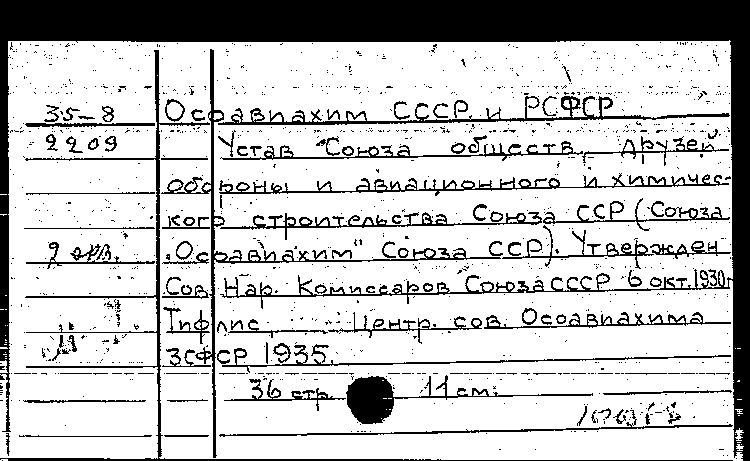 35-8 Осоавиахим СССР и РСФСР
2209 Устав "Союза обществ друзей
обороны и авиационного и химичес-
кого строительства Союза ССР (Союза
2 экз. "Осоавиахим" Союза ССР). Утвержден
Сов. Нар. Комиссаров Союза СССР 6 окт. 1930г
Тифлис, Центр. сов. Осоавиахима
ЗСФСР, 1935.
36 стр. 11 см.